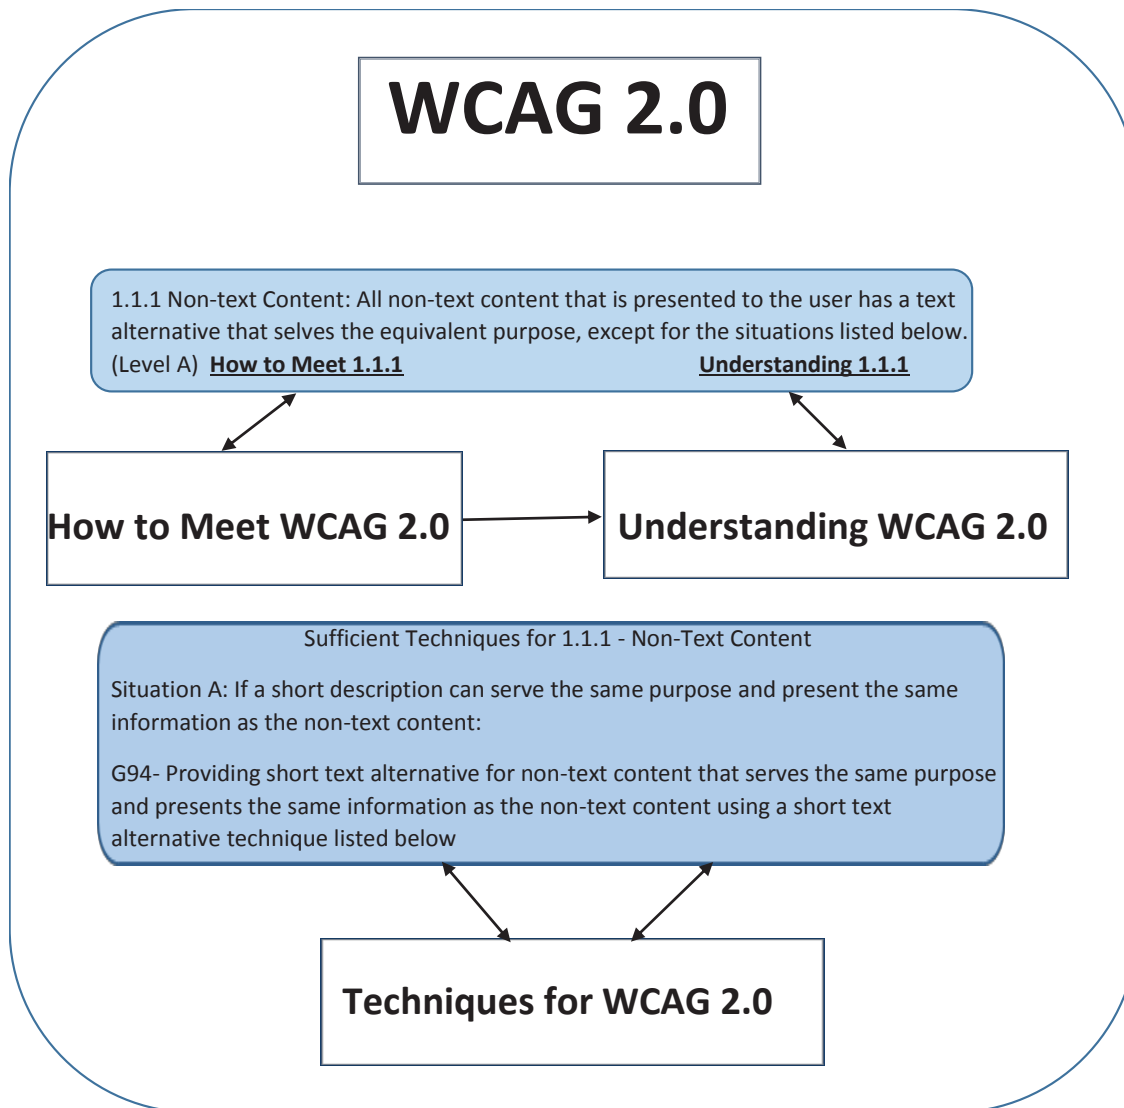 WCAG 2.0
1.1.1 Non-text Content: All non-text content that is presented to the user has a text
alternative that selves the equivalent purpose, except for the situations listed below.
(Level A) How to Meet 1.1.1 Understanding 1.1.1
How to Meet WCAG 2.0
Understanding WCAG 2.0
Sufficient Techniques for 1.1.1 - Non-Text Content
Situation A: If a short description can serve the same purpose and present the same
information as the non-text content:
G94- Providing short text alternative for non-text content that serves the same purpose
and presents the same information as the non-text content using a short text
alternative technique listed below
Techniques for WCAG 2.0